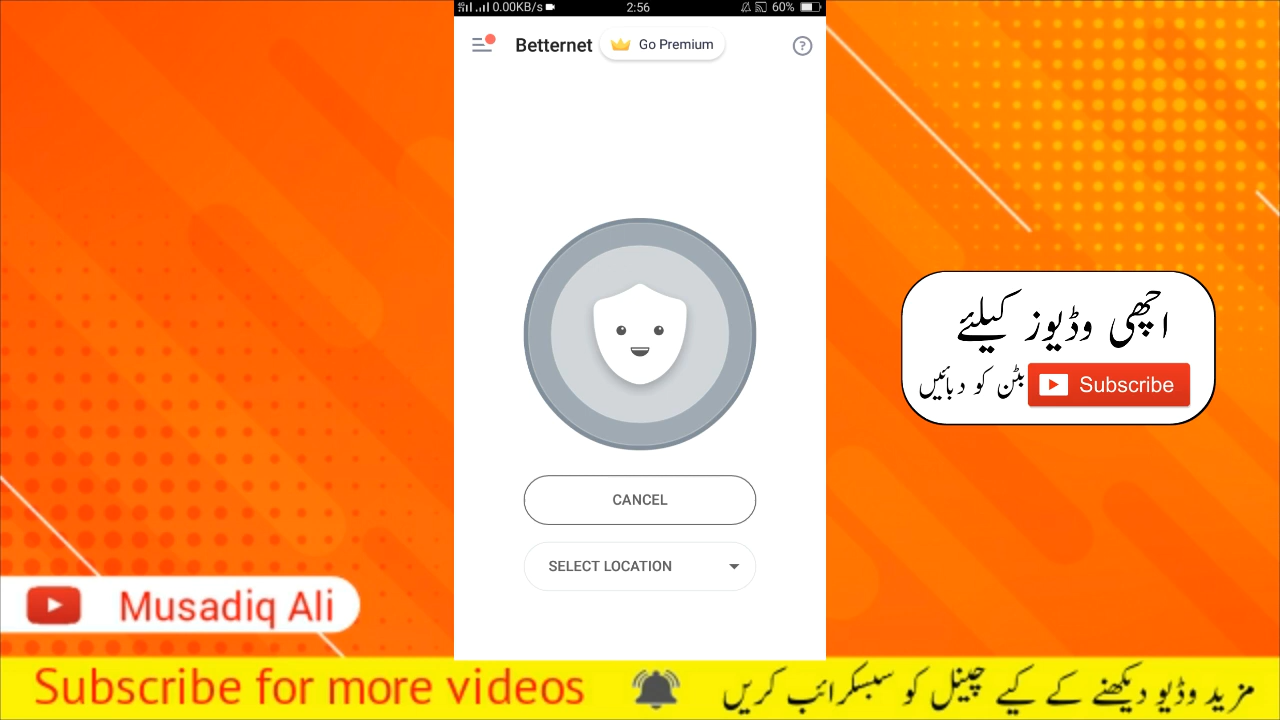 0.00KB/s 2:56 60%
Betternet Go Premium ?
CANCEL
SELECT LOCATION
اچھی وڈیوز کیلئے
Subscribe بٹن کو دبائیں
Musadiq Ali
Subscribe for more videos
مزید وڈیو دیکھنے کے کیے چینل کو سبسکرائب کریں